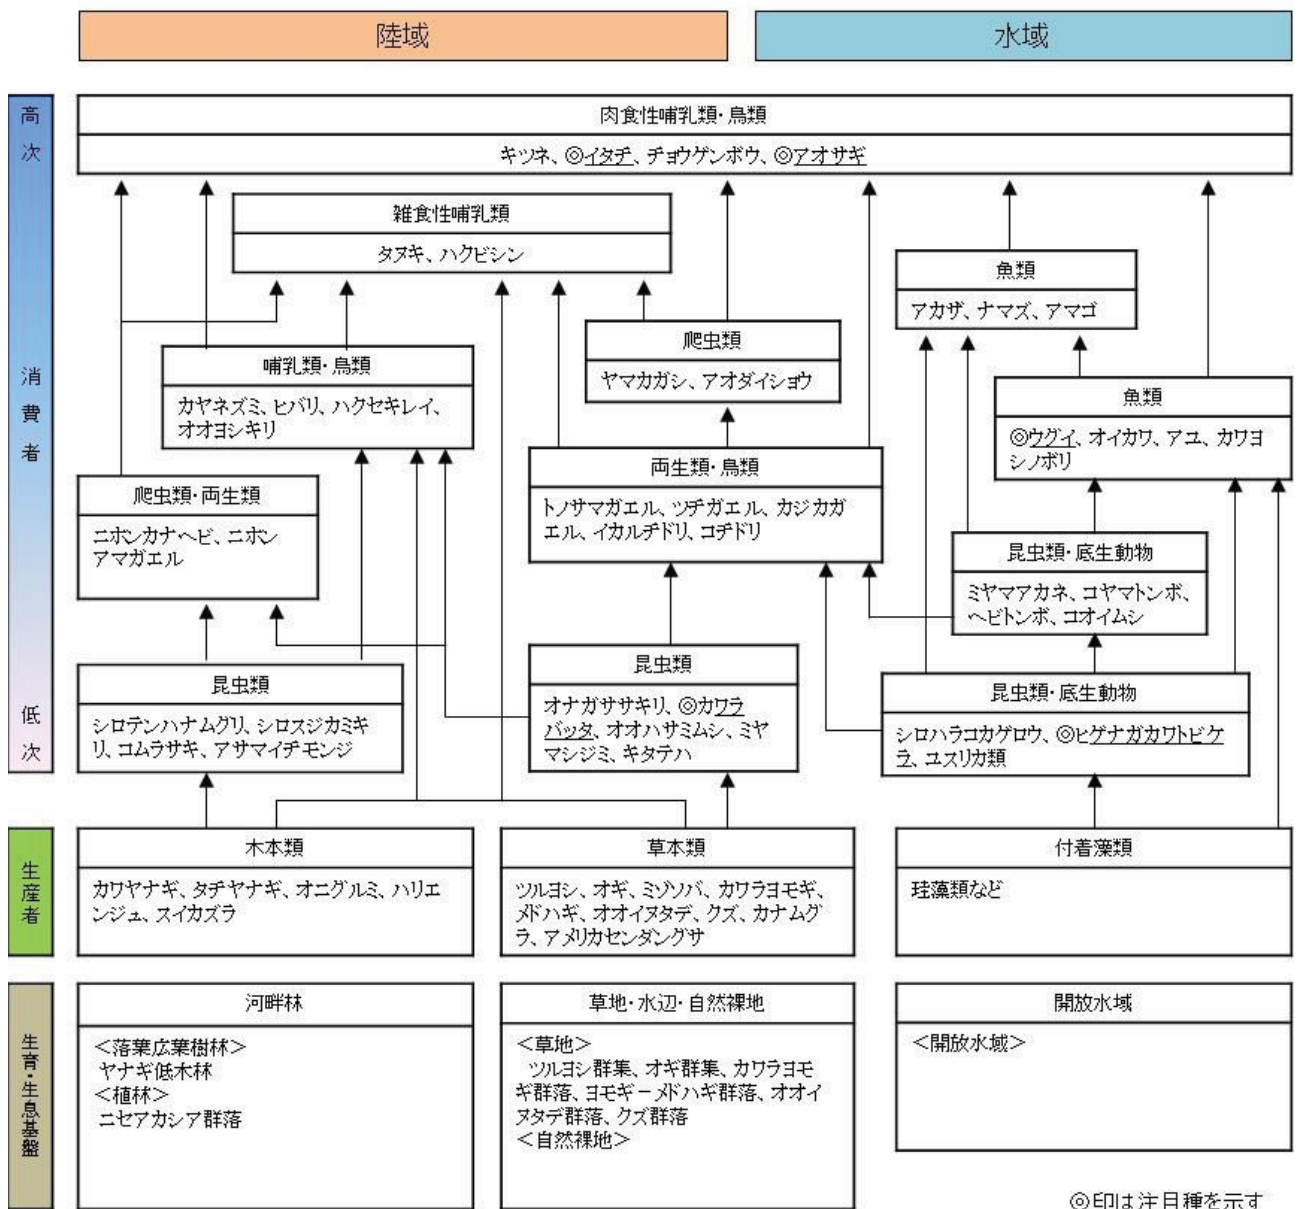 陸域
水域
高次
消費者
低次
生産者
生育・生息基盤
肉食性哺乳類・鳥類
キツネ、◎イタチ、チョウゲンボウ、◎アオサギ
雑食性哺乳類
タヌキ、ハクビシン
魚類
アカザ、ナマズ、アマゴ
爬虫類
ヤマカガシ、アオダイショウ
哺乳類・鳥類
カヤネズミ、ヒバリ、ハクセキレイ、
オオヨシキリ
魚類
◎ウグイ、オイカワ、アユ、カワヨ
シノボリ
両生類・鳥類
トノサマガエル、ツチガエル、カジカガ
エル、イカルチドリ、コチドリ
爬虫類・両生類
ニホンカナヘビ、ニホン
アマガエル
昆虫類・底生動物
ミヤマアカネ、コヤマトンボ、
ヘビトンボ、コオイムシ
昆虫類
シロテンハナムグリ、シロスジカミキ
リ、コムラサキ、アサマイチモンジ
昆虫類
オナガササキリ、◎カワラ
バッタ、オオハサミムシ、ミヤ
マシジミ、キタテハ
昆虫類・底生動物
シロハラコカゲロウ、◎ヒゲナガカワトビケ
ラ、ユスリカ類
木本類
カワヤナギ、タチヤナギ、オニグルミ、ハリエ
ンジュ、スイカズラ
草本類
ツルヨシ、オギ、ミゾソバ、カワラヨモギ、
メドハギ、オオイヌタデ、クズ、カナムグ
ラ、アメリカセンダングサ
付着藻類
珪藻類など
河畔林
＜落葉広葉樹林＞
ヤナギ低木林
＜植林＞
ニセアカシア群落
草地・水辺・自然裸地
＜草地＞
ツルヨシ群集、オギ群集、カワラヨモ
ギ群落、ヨモギーメドハギ群落、オオイ
ヌタデ群落、クズ群落
＜自然裸地＞
開放水域
＜開放水域＞
◎印は注目種を示す